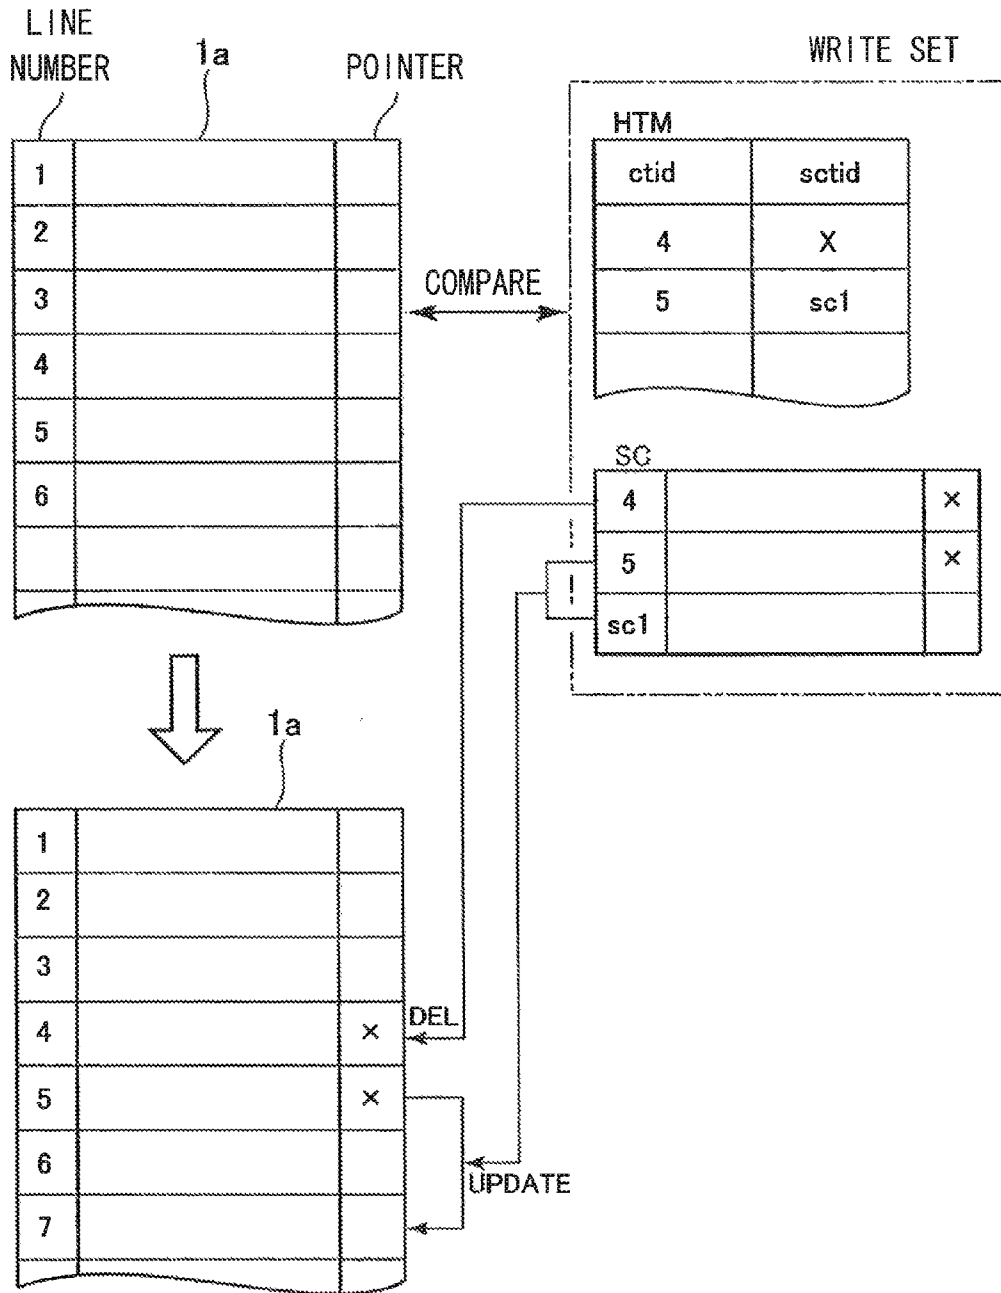 LINE NUMBER
1a
POINTER
WRITE SET
1
2
3
4
5
6
COMPARE
HTM
ctid sctid
4 X
5 sc1
SC
4 ×
5 ×
sc1
1a
1
2
3
4 ×
5 ×
6
7
DEL
UPDATE